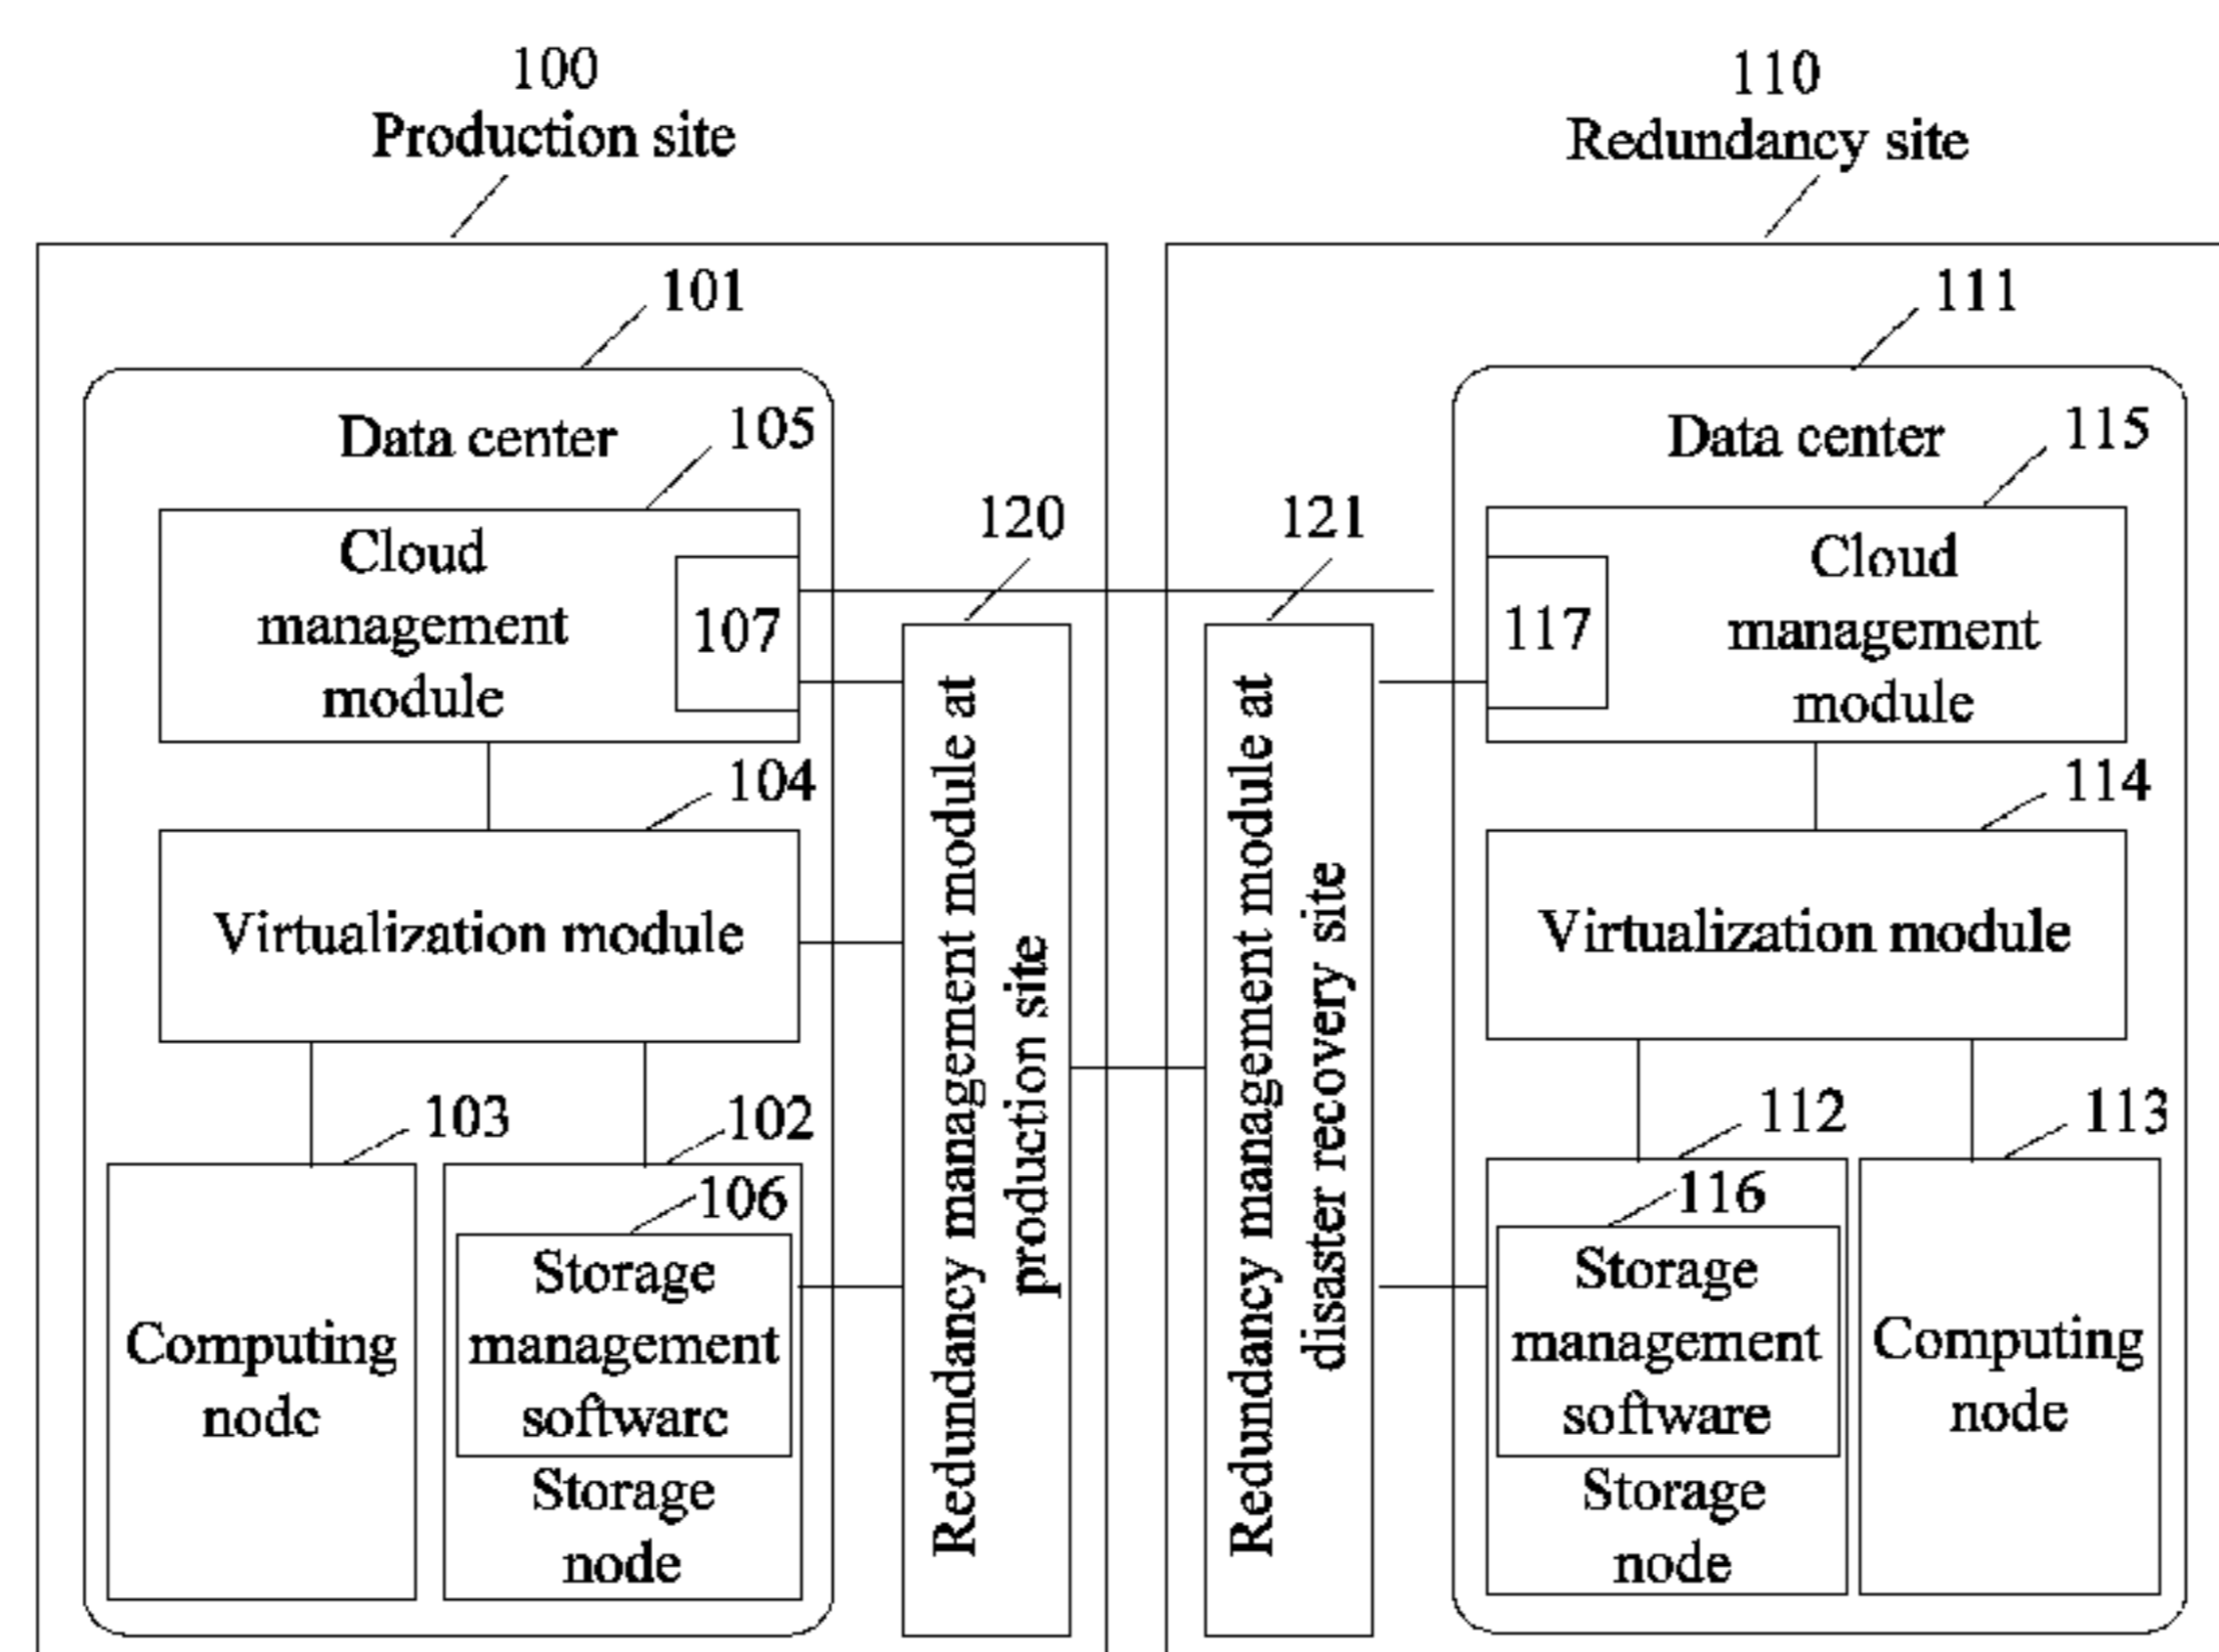 100
Production site
110
Redundancy site
101
111
Data center
105
Data center
115
Cloud
management
module
107
120
121
117
Cloud
management
module
104
114
Virtualization module
Virtualization module
Redundancy management module at
production site
Redundancy management module at
disaster recovery site
103
102
112
113
106
116
Computing
node
Storage
management
software
Storage
node
Storage
management
software
Storage
node
Computing
node